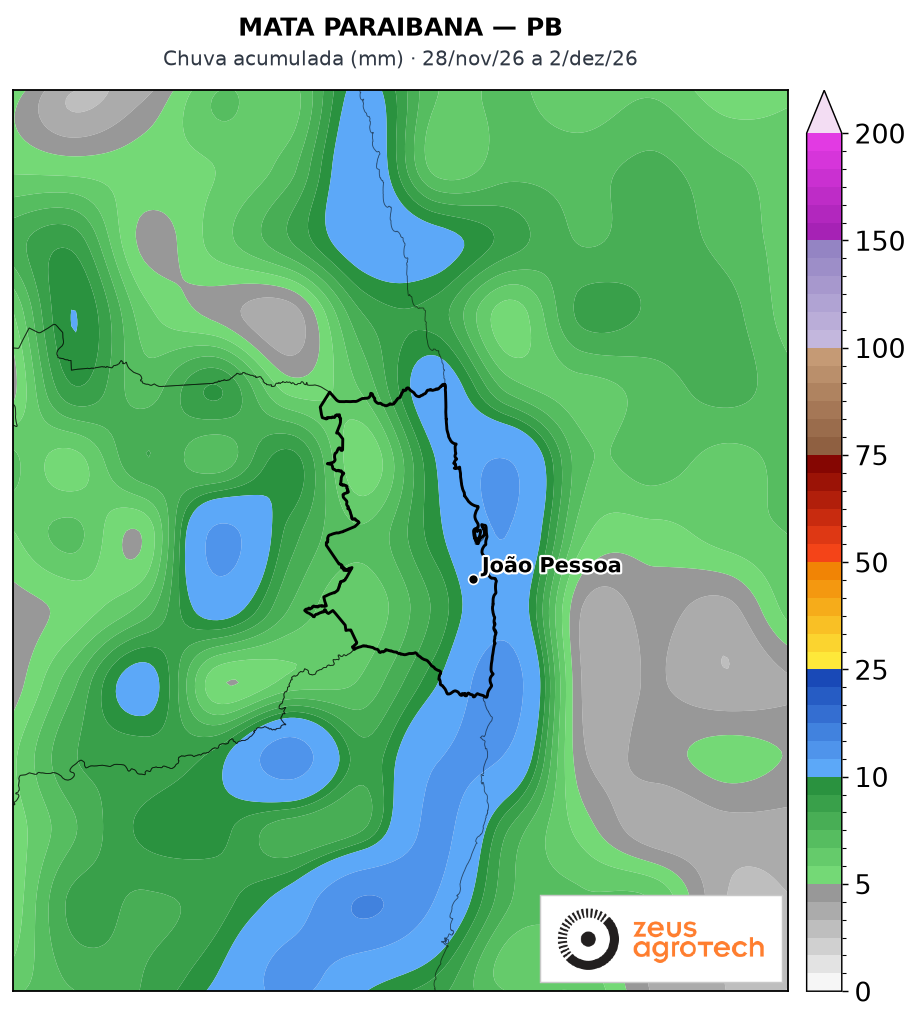 MATA PARAIBANA — PB
Chuva acumulada (mm) · 28/nov/26 a 2/dez/26
200
150
100
75
50
25
10
5
0
João Pessoa
zeus
agrotech